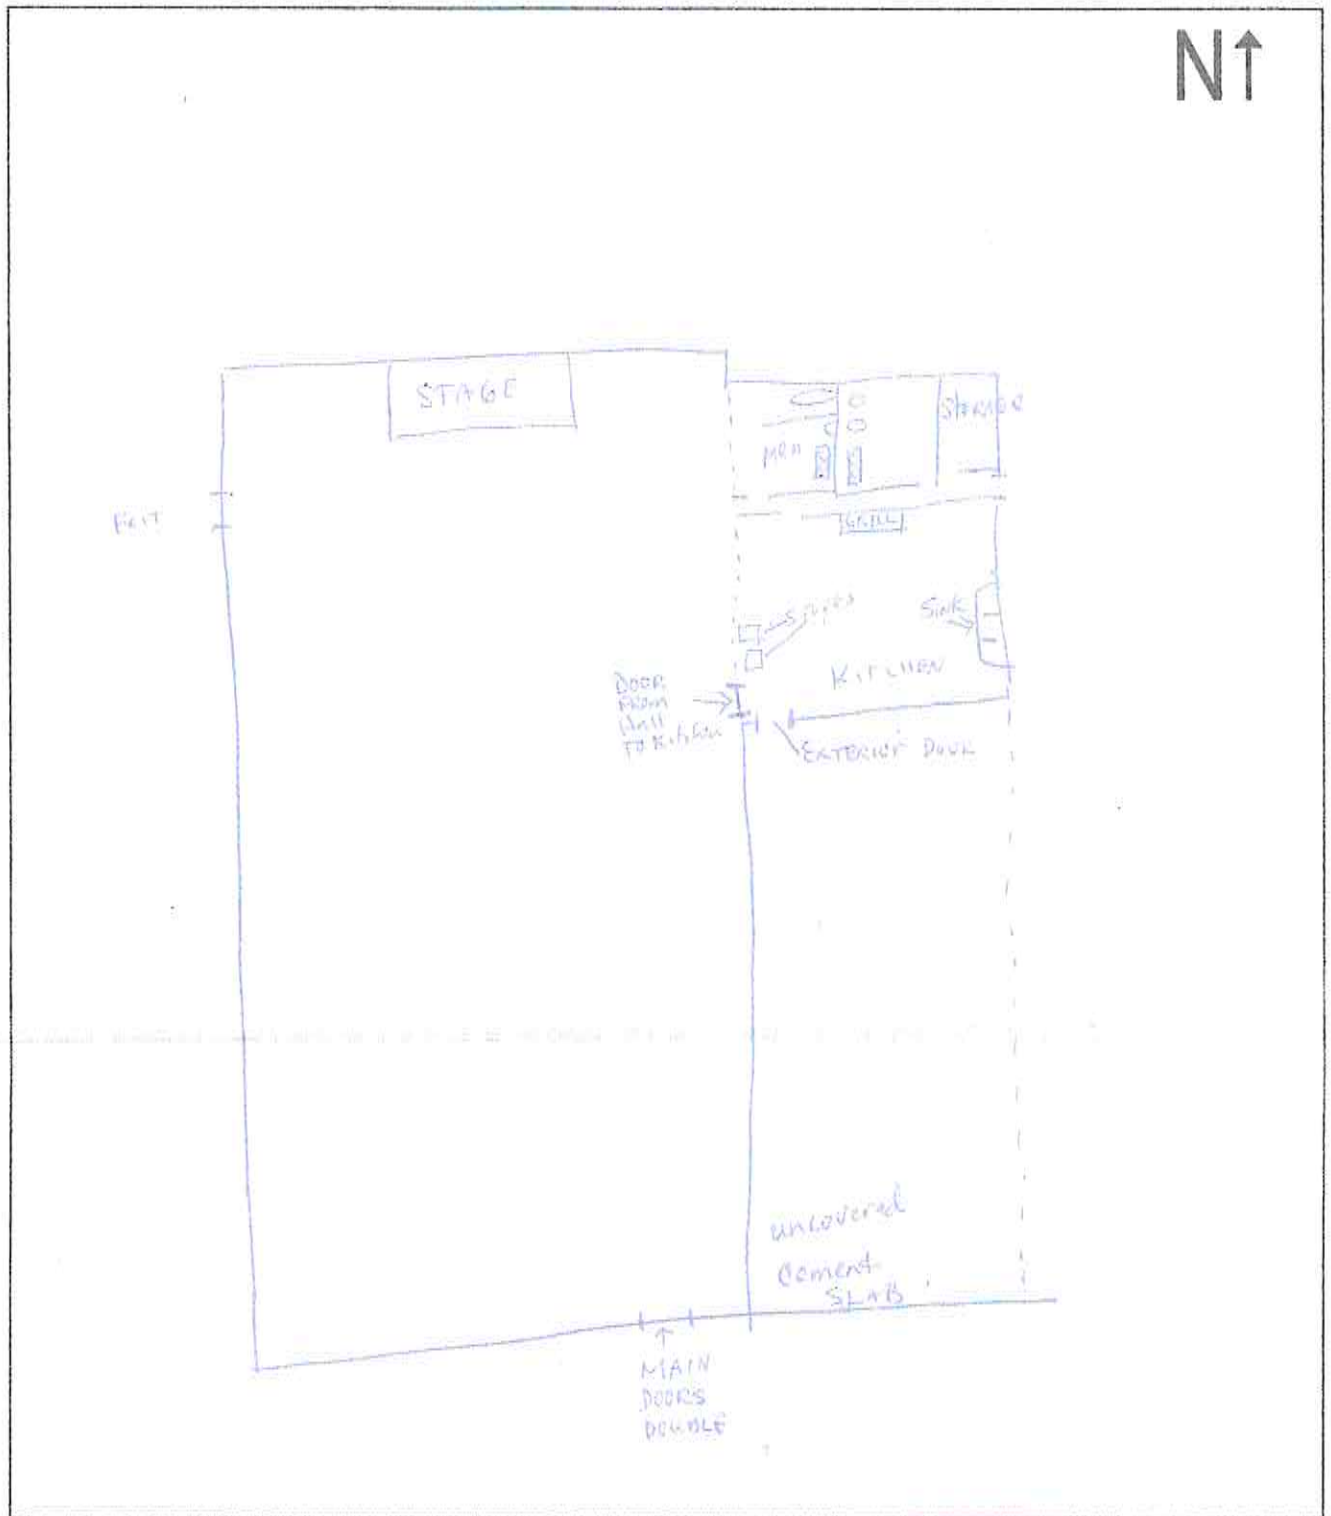 N↑
STAGE
STORAGE
MEN
EXIT
GRILL
Sink
KITCHEN
DOOR
FROM
Hall
TO Kitchen
EXTERIOR DOOR
uncovered
Cement
SLAB
↑
MAIN
DOORS
DOUBLE